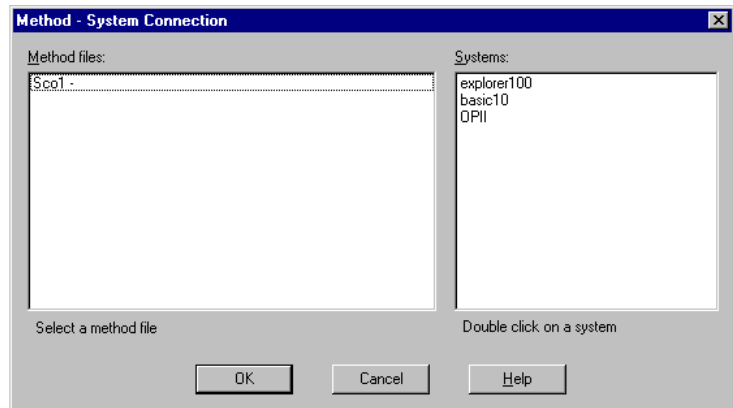 Method - System Connection
Method files:
Systems:
Sco1 -
explorer100
basic10
OPII
Select a method file
Double click on a system
OK
Cancel
Help